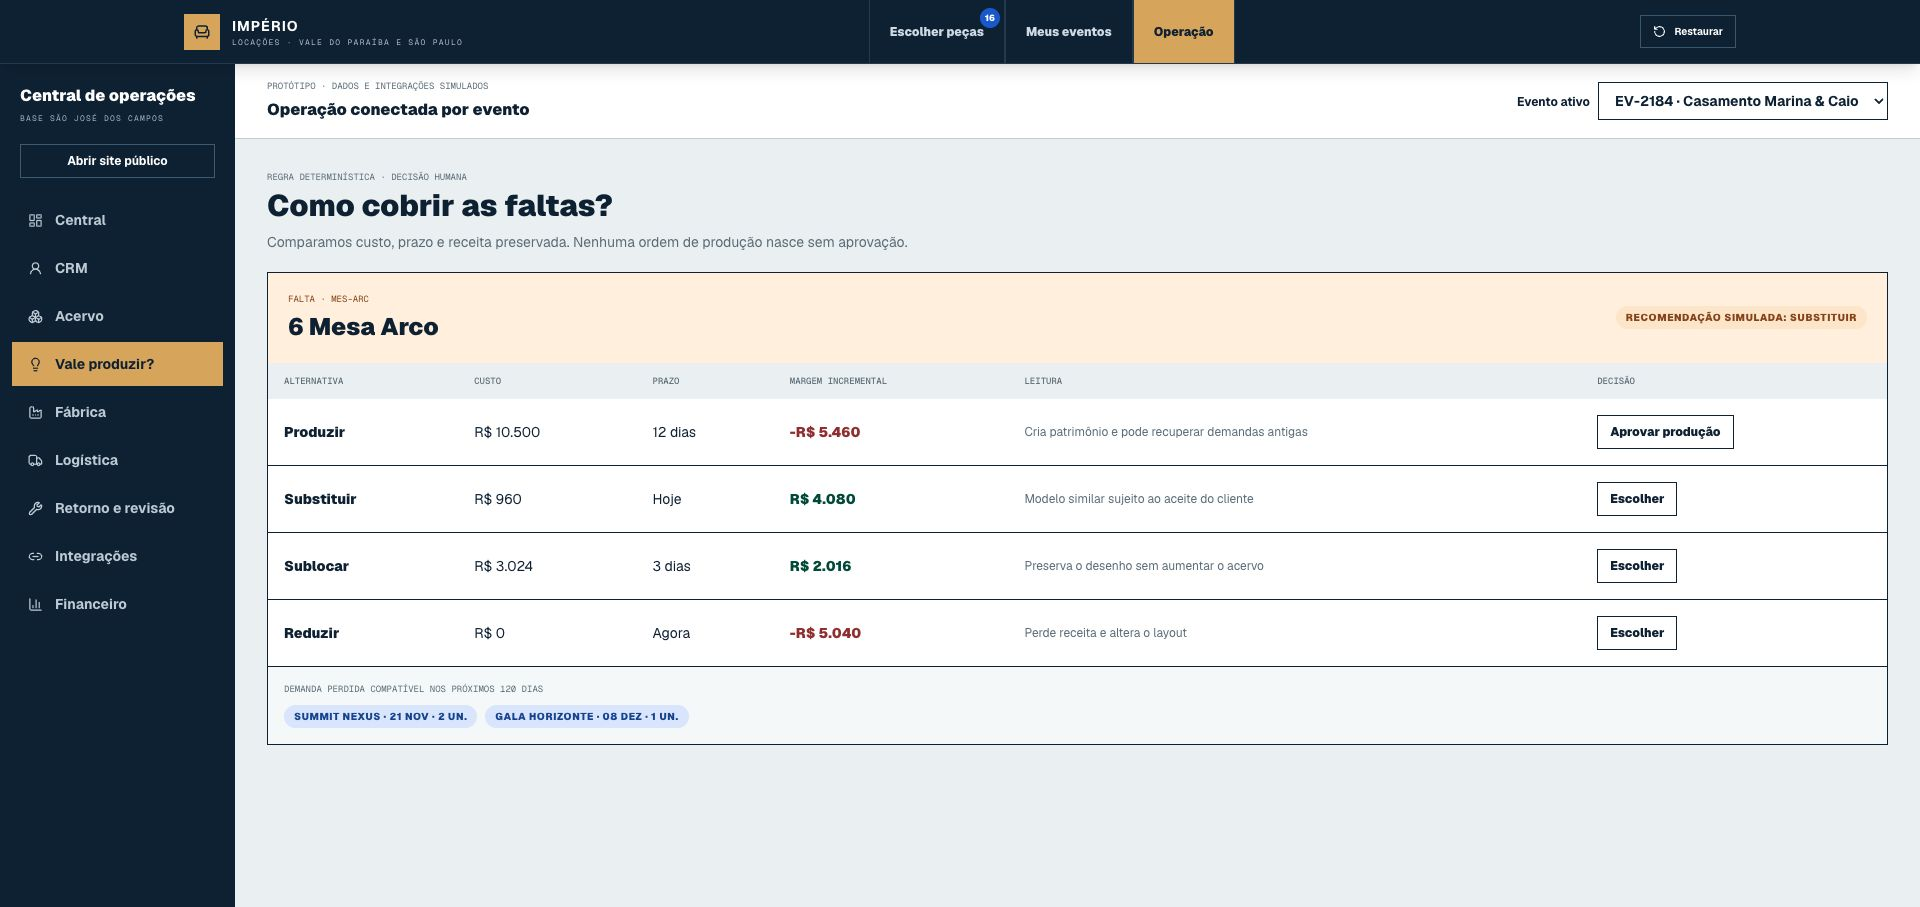 IMPÉRIO
LOCAÇÕES · VALE DO PARAÍBA E SÃO PAULO
Escolher peças
16
Meus eventos
Operação
Restaurar
Central de operações
BASE SÃO JOSÉ DOS CAMPOS
Abrir site público
Central
CRM
Acervo
Vale produzir?
Fábrica
Logística
Retorno e revisão
Integrações
Financeiro
PROTÓTIPO · DADOS E INTEGRAÇÕES SIMULADOS
Operação conectada por evento
Evento ativo
EV-2184 · Casamento Marina & Caio
REGRA DETERMINÍSTICA · DECISÃO HUMANA
Como cobrir as faltas?
Comparamos custo, prazo e receita preservada. Nenhuma ordem de produção nasce sem aprovação.
FALTA · MES-ARC
6 Mesa Arco
RECOMENDAÇÃO SIMULADA: SUBSTITUIR
ALTERNATIVA CUSTO PRAZO MARGEM INCREMENTAL LEITURA DECISÃO
Produzir R$ 10.500 12 dias -R$ 5.460 Cria patrimônio e pode recuperar demandas antigas Aprovar produção
Substituir R$ 960 Hoje R$ 4.080 Modelo similar sujeito ao aceite do cliente Escolher
Sublocar R$ 3.024 3 dias R$ 2.016 Preserva o desenho sem aumentar o acervo Escolher
Reduzir R$ 0 Agora -R$ 5.040 Perde receita e altera o layout Escolher
DEMANDA PERDIDA COMPATÍVEL NOS PRÓXIMOS 120 DIAS
SUMMIT NEXUS · 21 NOV · 2 UN. GALA HORIZONTE · 08 DEZ · 1 UN.